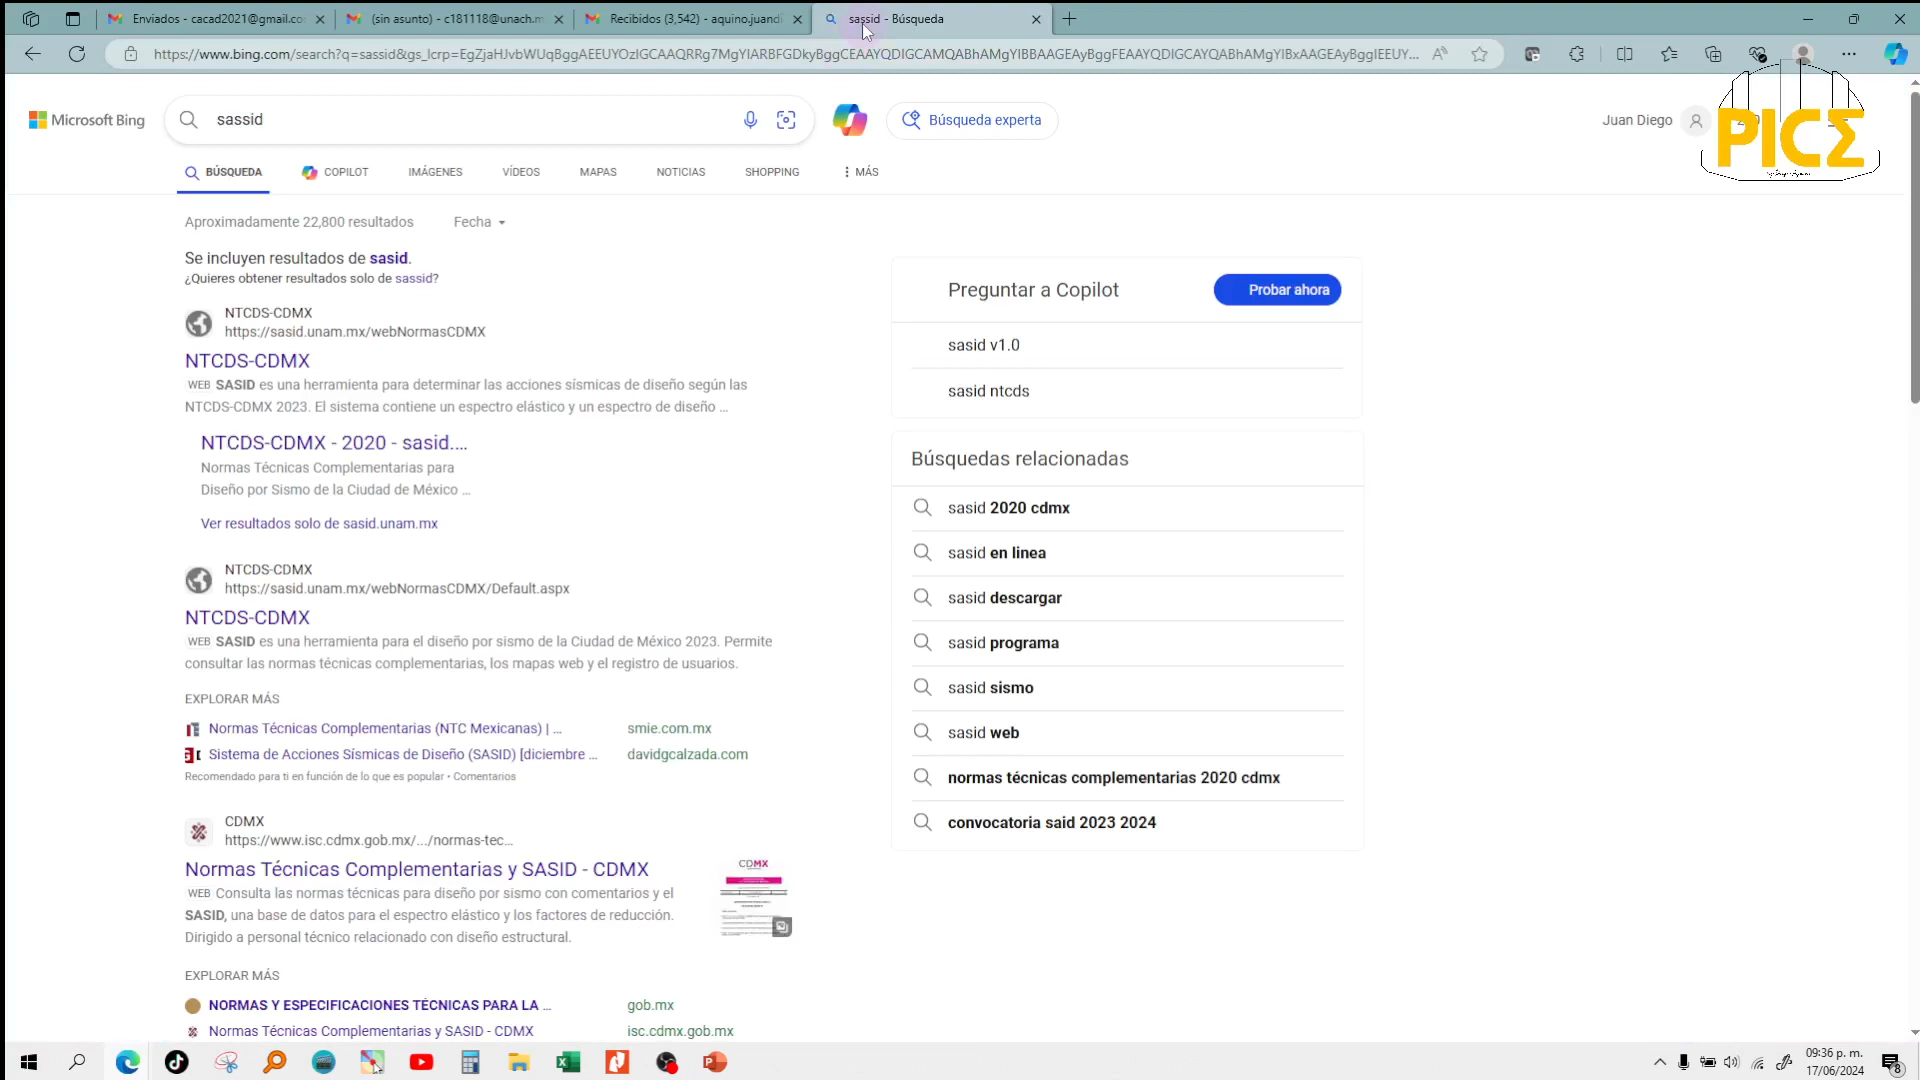 Enviados - cacad2021@gmail.co
(sin asunto) - c181118@unach.m
Recibidos (3,542) - aquino.juandi
sassid - Búsqueda
https://www.bing.com/search?q=sassid&gs_lcrp=EgZjaHJvbWUqBggAEEUYOzIGCAAQRRg7MgYIARBFGDkyBggCEAAYQDIGCAMQABhAMgYIBBAAGEAyBggFEAAYQDIGCAYQABhAMgYIBxAAGEAyBggIEEUY...
Microsoft Bing
sassid
Búsqueda experta
Juan Diego
PICΣ
BÚSQUEDA
COPILOT
IMÁGENES
VÍDEOS
MAPAS
NOTICIAS
SHOPPING
MÁS
Aproximadamente 22,800 resultados
Fecha
Se incluyen resultados de sasid.
¿Quieres obtener resultados solo de sassid?
NTCDS-CDMX
https://sasid.unam.mx/webNormasCDMX
NTCDS-CDMX
WEB SASID es una herramienta para determinar las acciones sísmicas de diseño según las
NTCDS-CDMX 2023. El sistema contiene un espectro elástico y un espectro de diseño ...
NTCDS-CDMX - 2020 - sasid....
Normas Técnicas Complementarias para
Diseño por Sismo de la Ciudad de México ...
Ver resultados solo de sasid.unam.mx
NTCDS-CDMX
https://sasid.unam.mx/webNormasCDMX/Default.aspx
NTCDS-CDMX
WEB SASID es una herramienta para el diseño por sismo de la Ciudad de México 2023. Permite
consultar las normas técnicas complementarias, los mapas web y el registro de usuarios.
EXPLORAR MÁS
Normas Técnicas Complementarias (NTC Mexicanas) | ...
smie.com.mx
Sistema de Acciones Sísmicas de Diseño (SASID) [diciembre ...
davidgcalzada.com
Recomendado para ti en función de lo que es popular • Comentarios
CDMX
https://www.isc.cdmx.gob.mx/.../normas-tec...
Normas Técnicas Complementarias y SASID - CDMX
WEB Consulta las normas técnicas para diseño por sismo con comentarios y el
SASID, una base de datos para el espectro elástico y los factores de reducción.
Dirigido a personal técnico relacionado con diseño estructural.
CDMX
EXPLORAR MÁS
NORMAS Y ESPECIFICACIONES TÉCNICAS PARA LA ...
gob.mx
Normas Técnicas Complementarias y SASID - CDMX
isc.cdmx.gob.mx
Preguntar a Copilot
Probar ahora
sasid v1.0
sasid ntcds
Búsquedas relacionadas
sasid 2020 cdmx
sasid en linea
sasid descargar
sasid programa
sasid sismo
sasid web
normas técnicas complementarias 2020 cdmx
convocatoria said 2023 2024
09:36 p. m.
17/06/2024
8